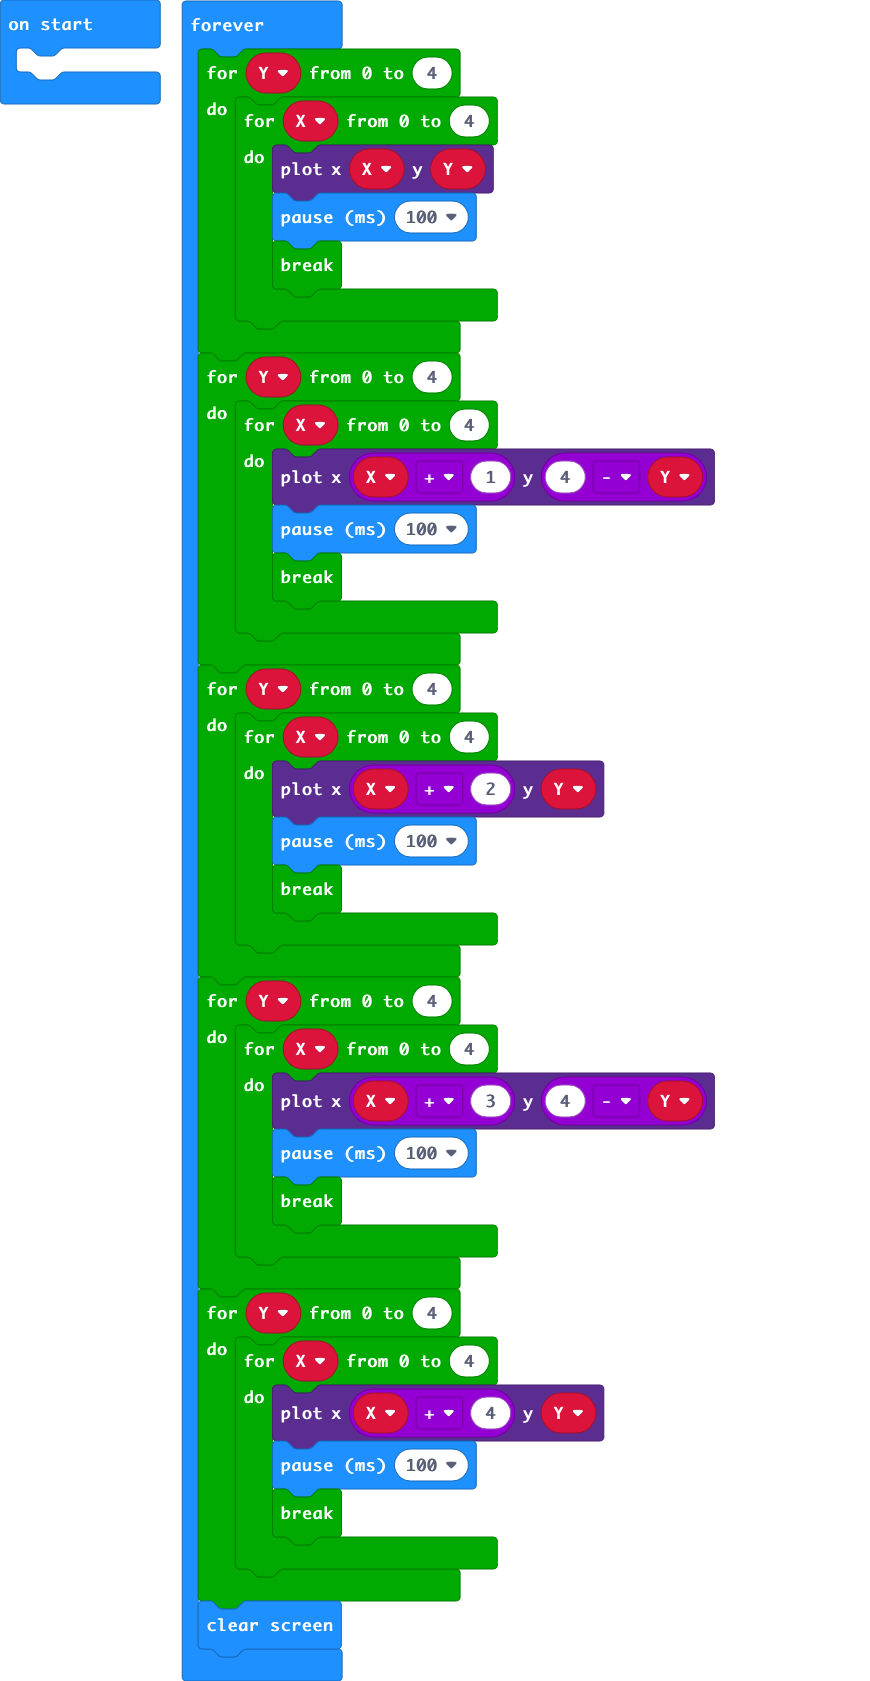 on start
forever
for Y from 0 to 4
do
for X from 0 to 4
do
plot x X y Y
pause (ms) 100
break
for Y from 0 to 4
do
for X from 0 to 4
do
plot x X + 1 y 4 - Y
pause (ms) 100
break
for Y from 0 to 4
do
for X from 0 to 4
do
plot x X + 2 y Y
pause (ms) 100
break
for Y from 0 to 4
do
for X from 0 to 4
do
plot x X + 3 y 4 - Y
pause (ms) 100
break
for Y from 0 to 4
do
for X from 0 to 4
do
plot x X + 4 y Y
pause (ms) 100
break
clear screen